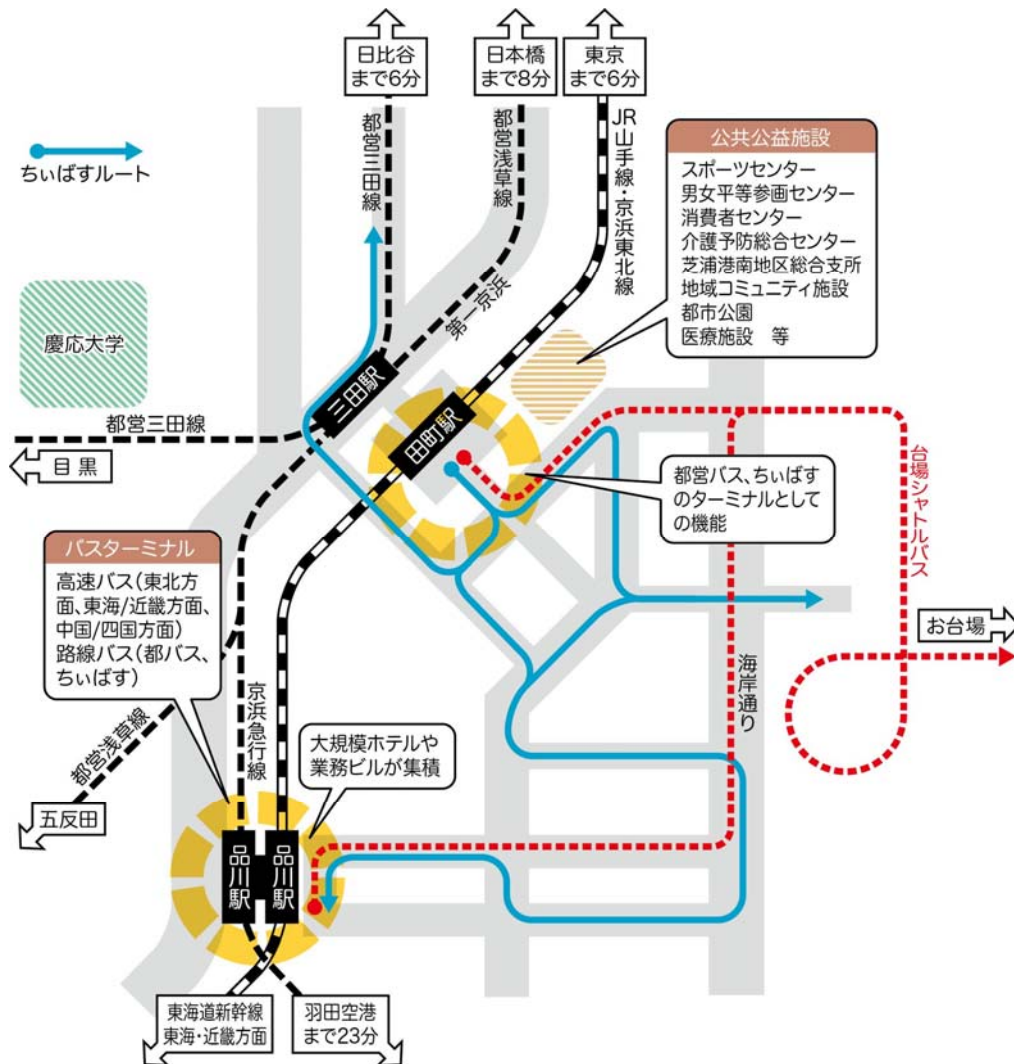 日比谷
まで6分
日本橋
まで8分
東京
まで6分
ちぃばすルート
都営三田線
都営浅草線
JR山手線・京浜東北線
公共公益施設
スポーツセンター
男女平等参画センター
消費者センター
介護予防総合センター
芝浦港南地区総合支所
地域コミュニティ施設
都市公園
医療施設　等
慶応大学
第一京浜
三田駅
田町駅
都営三田線
目黒
都営バス、ちぃばす
のターミナルとして
の機能
台場シャトルバス
バスターミナル
高速バス(東北方
面、東海/近畿方面、
中国/四国方面)
路線バス(都バス、
ちぃばす)
お台場
海岸通り
京浜急行線
都営浅草線
大規模ホテルや
業務ビルが集積
五反田
品川駅
品川駅
東海道新幹線
東海・近畿方面
羽田空港
まで23分